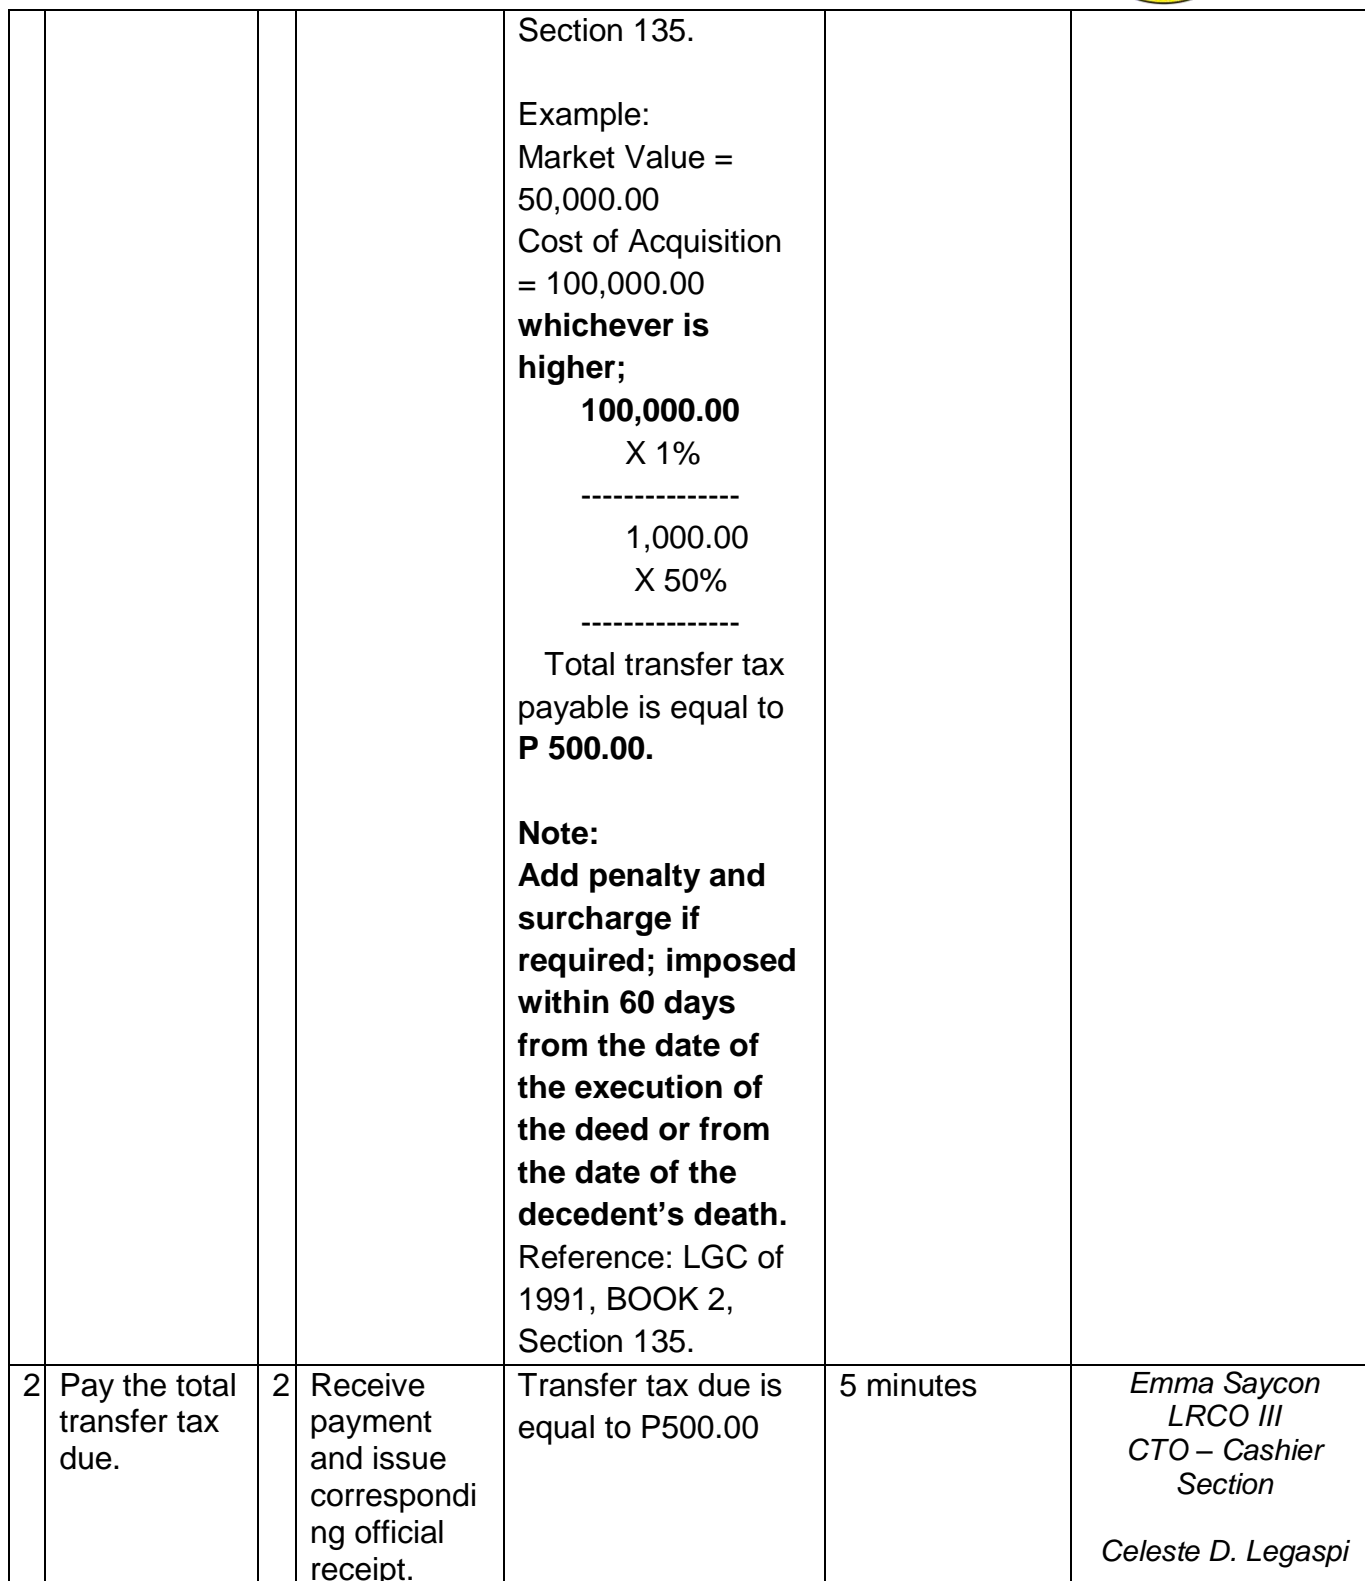 Section 135.
Example:
Market Value =
50,000.00
Cost of Acquisition
= 100,000.00
whichever is
higher;
100,000.00
X 1%
---------------
1,000.00
X 50%
---------------
Total transfer tax
payable is equal to
P 500.00.
Note:
Add penalty and
surcharge if
required; imposed
within 60 days
from the date of
the execution of
the deed or from
the date of the
decedent’s death.
Reference: LGC of
1991, BOOK 2,
Section 135.
2
Pay the total
transfer tax
due.
2
Receive
payment
and issue
correspondi
ng official
receipt.
Transfer tax due is
equal to P500.00
5 minutes
Emma Saycon
LRCO III
CTO – Cashier
Section
Celeste D. Legaspi